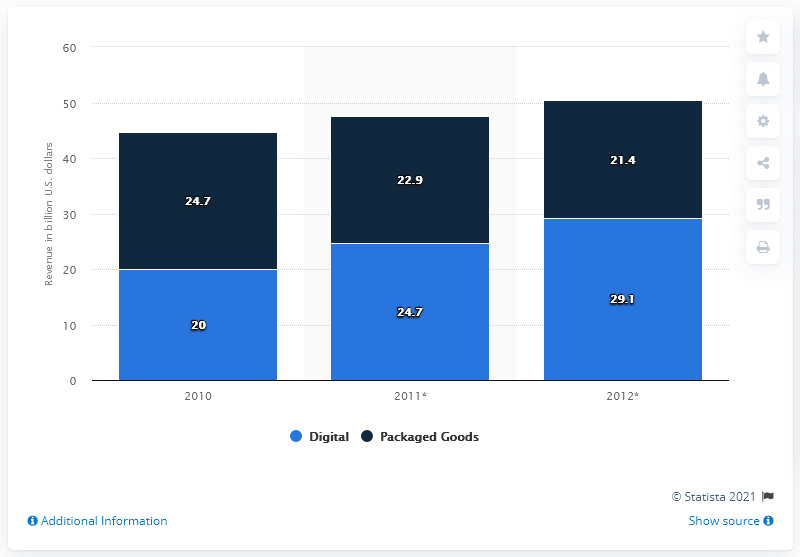 60
50
40
30
20
10
0
Revenue in billion U.S. dollars
24.7
22.9
21.4
20
24.7
29.1
2010
2011*
2012*
Digital
Packaged Goods
© Statista 2021
Additional Information
Show source